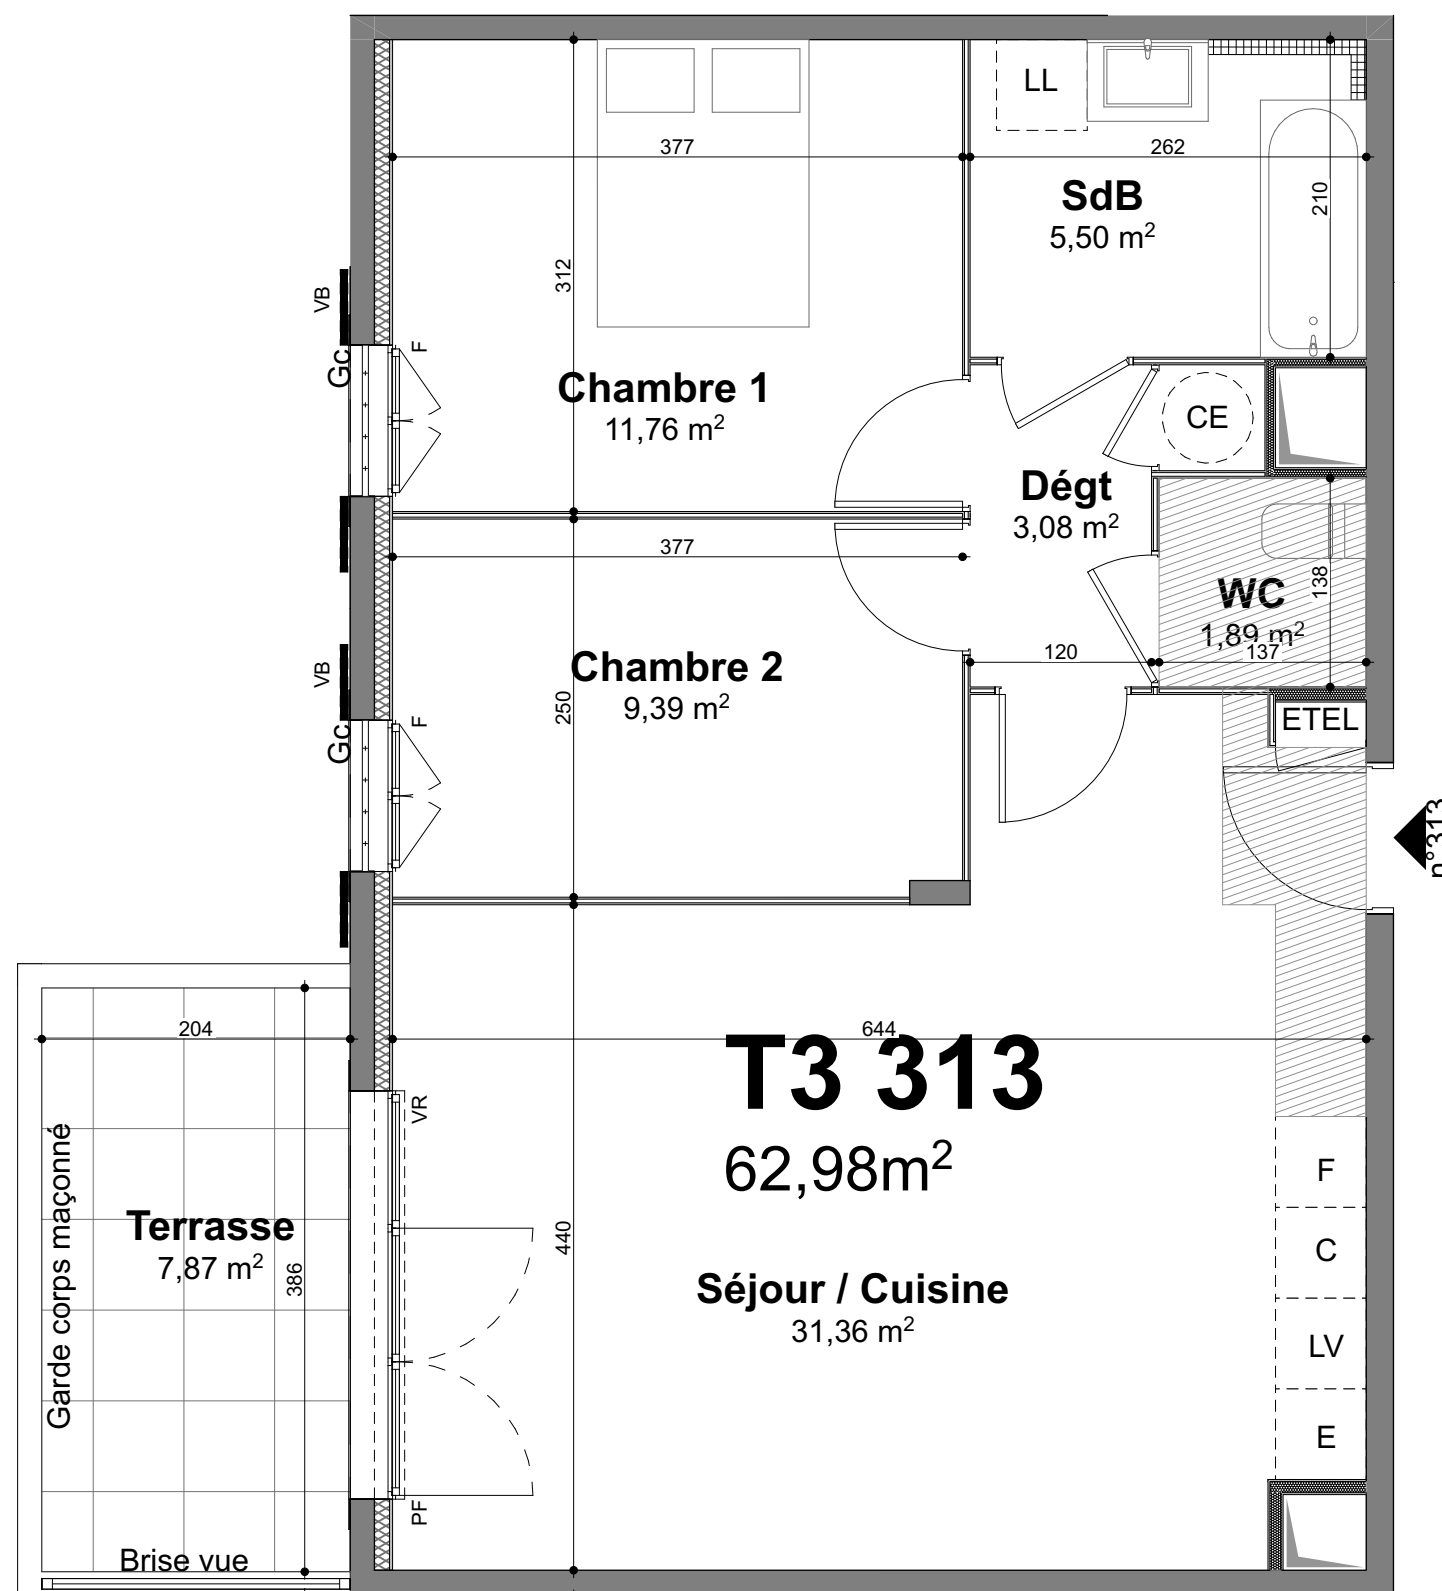 LL
377
262
SdB
5,50 m²
210
312
VB
Gc
F
Chambre 1
11,76 m²
CE
Dégt
3,08 m²
377
138
WC
1,89 m²
120
137
VB
Gc
F
Chambre 2
9,39 m²
250
ETEL
n°313
204
644
T3 313
62,98m²
VR
Garde corps maçonné
Terrasse
7,87 m²
386
440
Séjour / Cuisine
31,36 m²
F
C
LV
E
PF
Brise vue